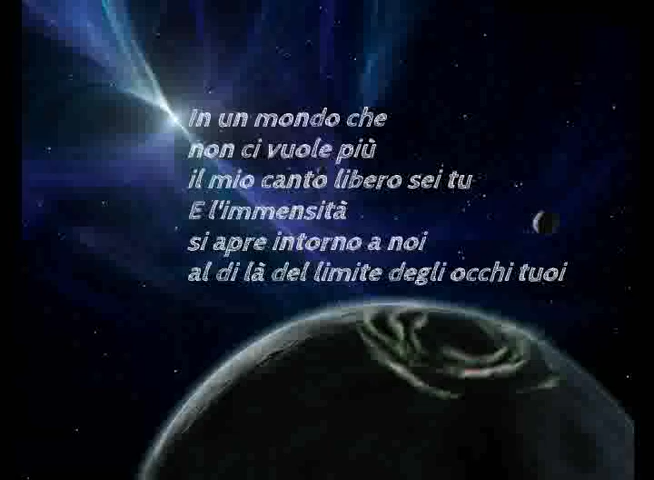 In un mondo che
non ci vuole più
il mio canto libero sei tu
E l'immensità
si apre intorno a noi
al di là del limite degli occhi tuoi